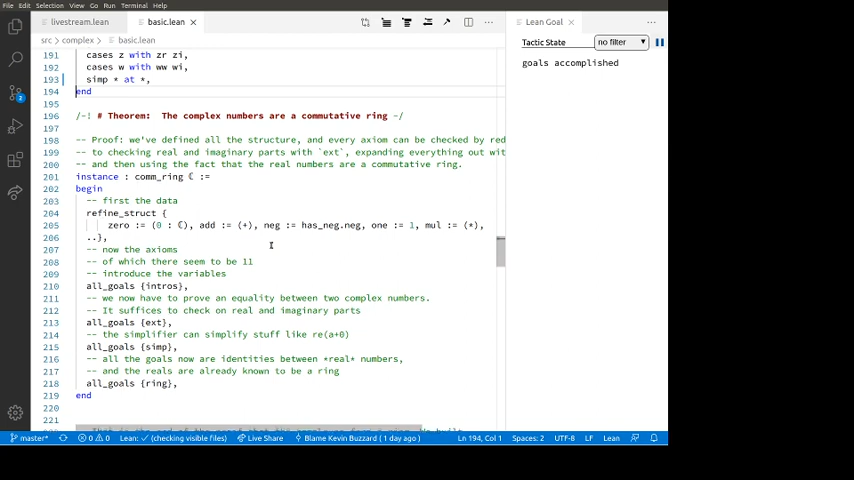 File Edit Selection View Go Run Terminal Help
livestream.lean basic.lean × Lean Goal ×
src > complex > basic.lean
Tactic State no filter
goals accomplished
191 cases z with zr zi,
192 cases w with ww wi,
193 simp * at *,
194 end
195
196 /-! # Theorem: The complex numbers are a commutative ring -/
197
198 -- Proof: we've defined all the structure, and every axiom can be checked by red
199 -- to checking real and imaginary parts with `ext`, expanding everything out wit
200 -- and then using the fact that the real numbers are a commutative ring.
201 instance : comm_ring ℂ :=
202 begin
203 -- first the data
204 refine_struct {
205 zero := (0 : ℂ), add := (+), neg := has_neg.neg, one := 1, mul := (*),
206 ..},
207 -- now the axioms
208 -- of which there seem to be 11
209 -- introduce the variables
210 all_goals {intros},
211 -- we now have to prove an equality between two complex numbers.
212 -- It suffices to check on real and imaginary parts
213 all_goals {ext},
214 -- the simplifier can simplify stuff like re(a+0)
215 all_goals {simp},
216 -- all the goals now are identities between *real* numbers,
217 -- and the reals are already known to be a ring
218 all_goals {ring},
219 end
220
221
master* 0 0 Lean: ✓ (checking visible files) Live Share Blame Kevin Buzzard (1 day ago) Ln 194, Col 1 Spaces: 2 UTF-8 LF Lean